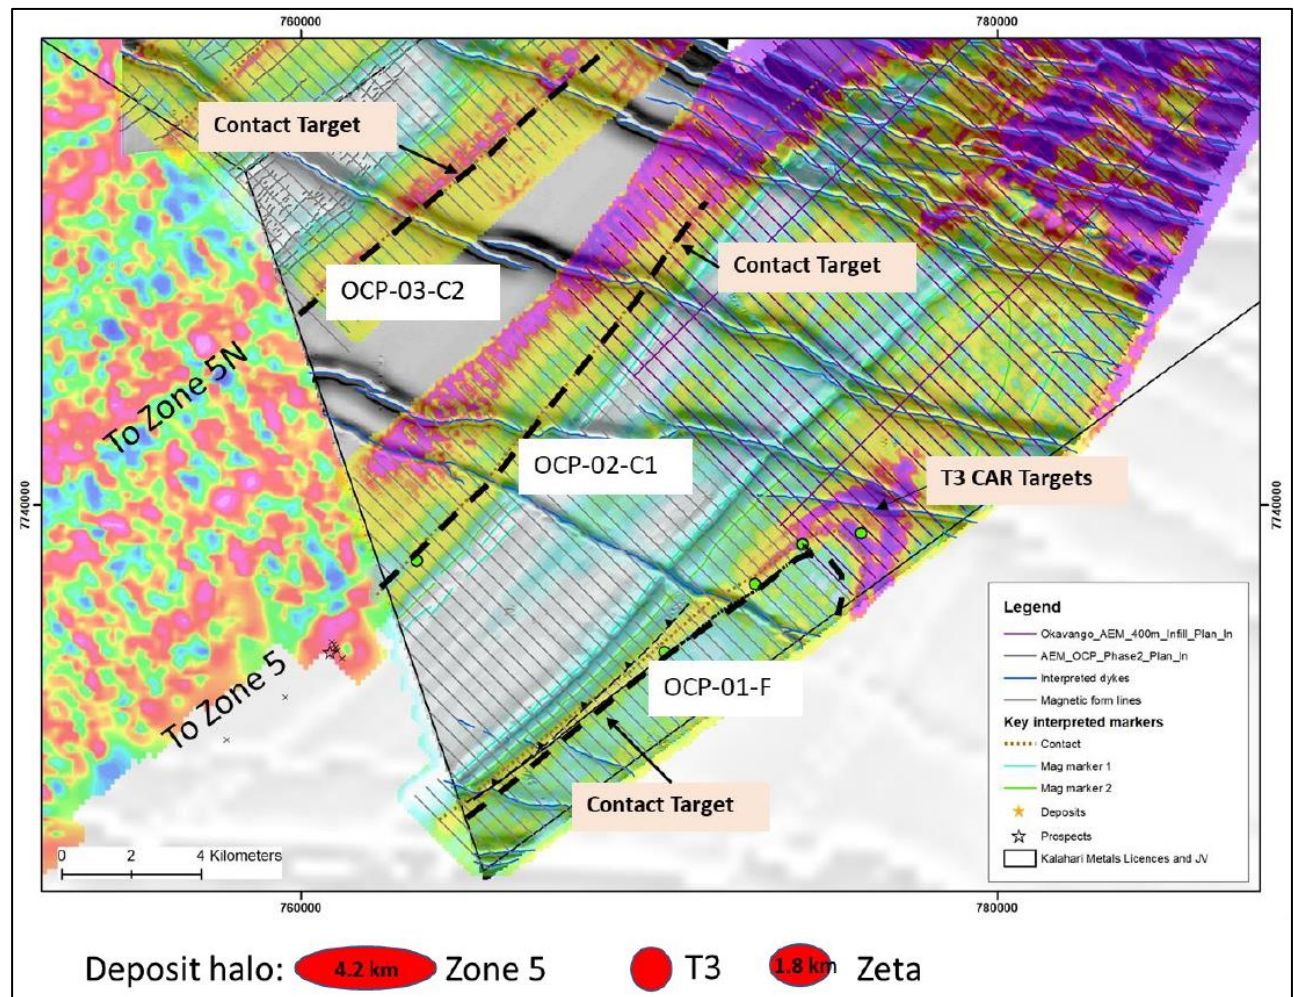 760000
780000
Contact Target
Contact Target
OCP-03-C2
To Zone 5N
OCP-02-C1
T3 CAR Targets
7740000
7740000
To Zone 5
OCP-01-F
Contact Target
Legend
Okavango_AEM_400m_Infill_Plan_ln
AEM_OCP_Phase2_Plan_ln
Interpreted dykes
Magnetic form lines
Key interpreted markers
Contact
Mag marker 1
Mag marker 2
Deposits
Prospects
Kalahari Metals Licences and JV
0 2 4 Kilometers
760000
780000
Deposit halo: 4.2 km Zone 5 T3 1.8 km Zeta